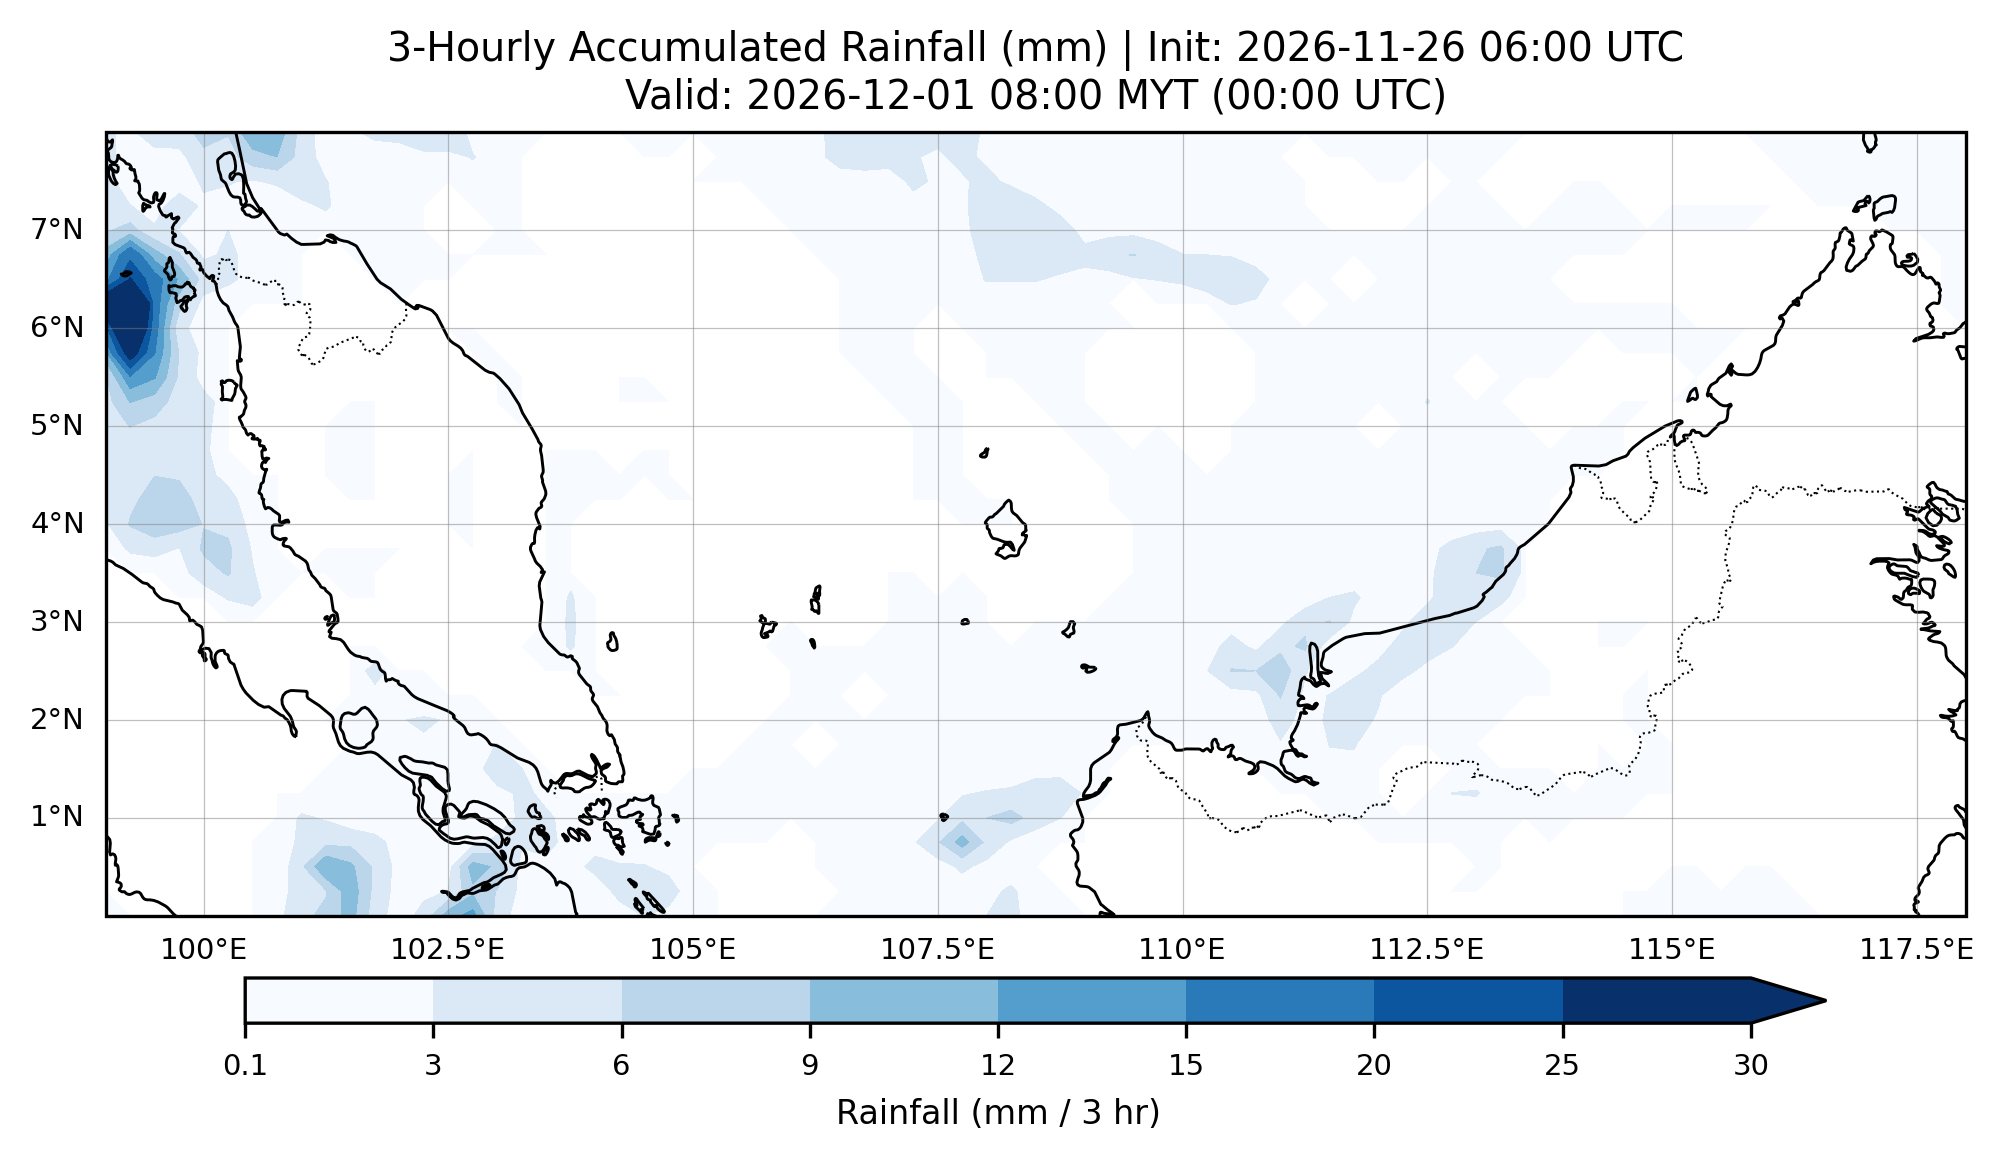 3-Hourly Accumulated Rainfall (mm) | Init: 2026-11-26 06:00 UTC
Valid: 2026-12-01 08:00 MYT (00:00 UTC)
7°N
6°N
5°N
4°N
3°N
2°N
1°N
100°E 102.5°E 105°E 107.5°E 110°E 112.5°E 115°E 117.5°E
0.1 3 6 9 12 15 20 25 30
Rainfall (mm / 3 hr)